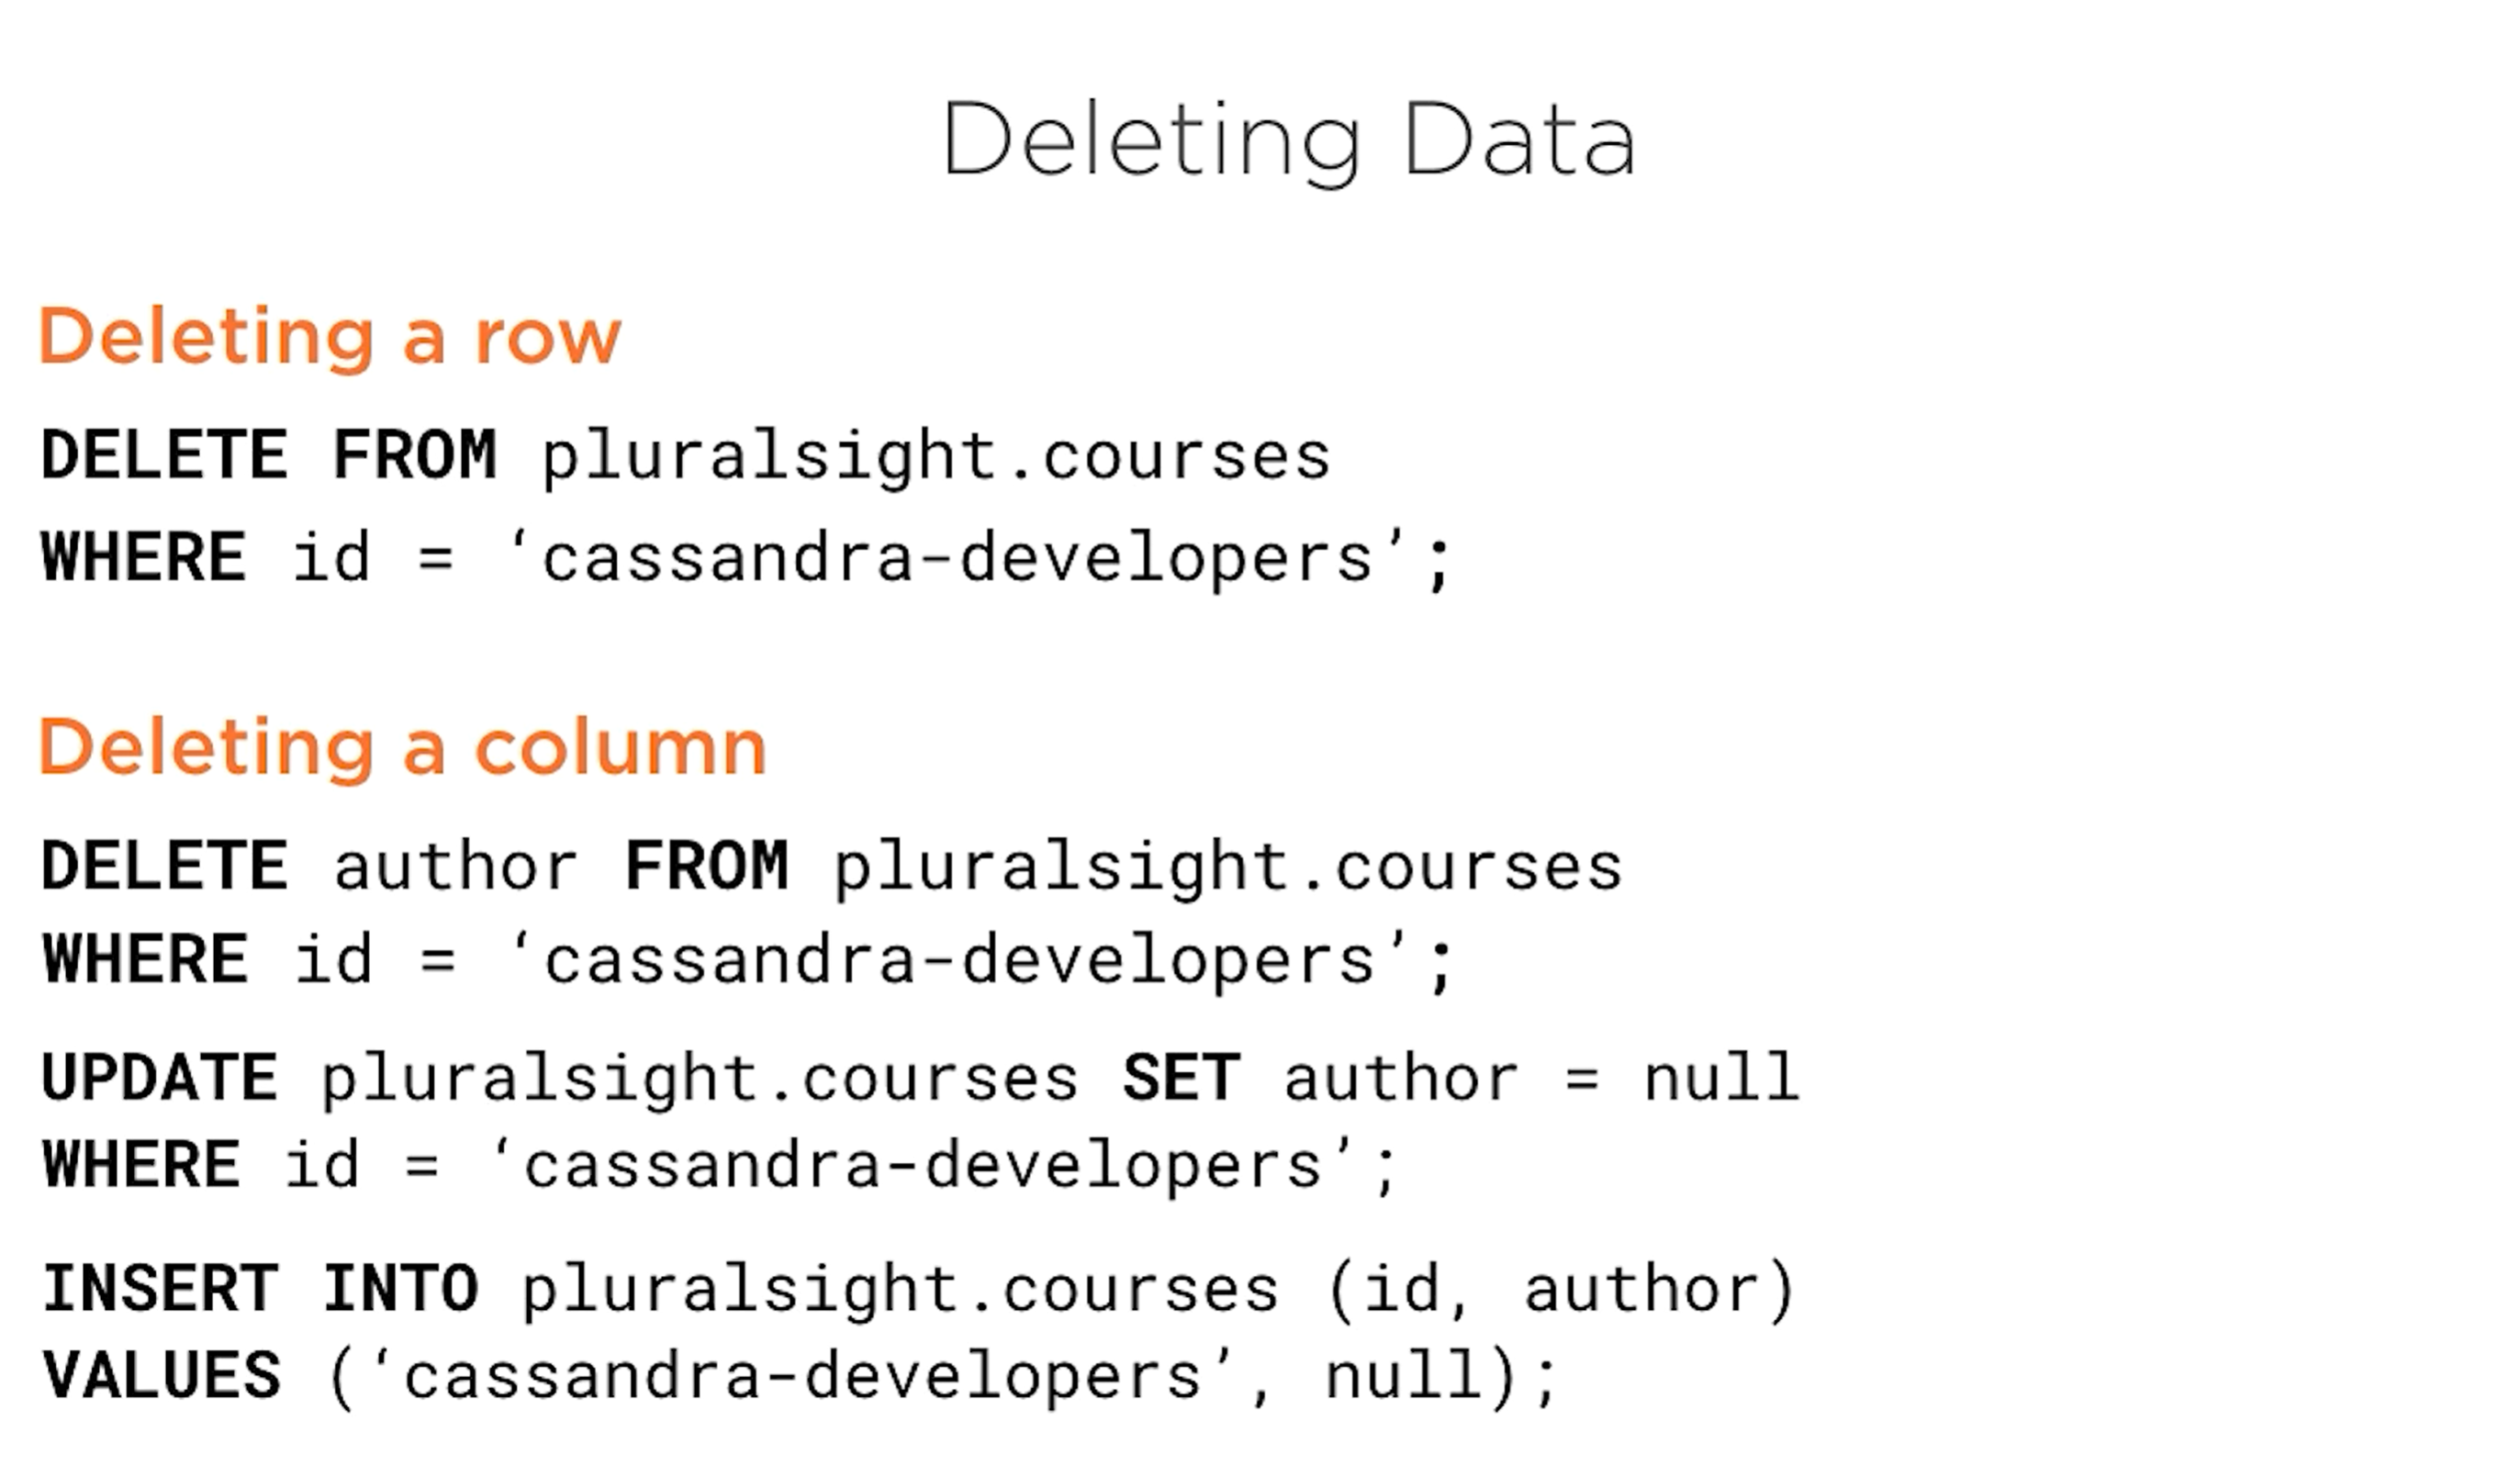 Deleting Data
Deleting a row
DELETE FROM pluralsight.courses
WHERE id = ‘cassandra-developers’;
Deleting a column
DELETE author FROM pluralsight.courses
WHERE id = ‘cassandra-developers’;
UPDATE pluralsight.courses SET author = null
WHERE id = ‘cassandra-developers’;
INSERT INTO pluralsight.courses (id, author)
VALUES (‘cassandra-developers’, null);